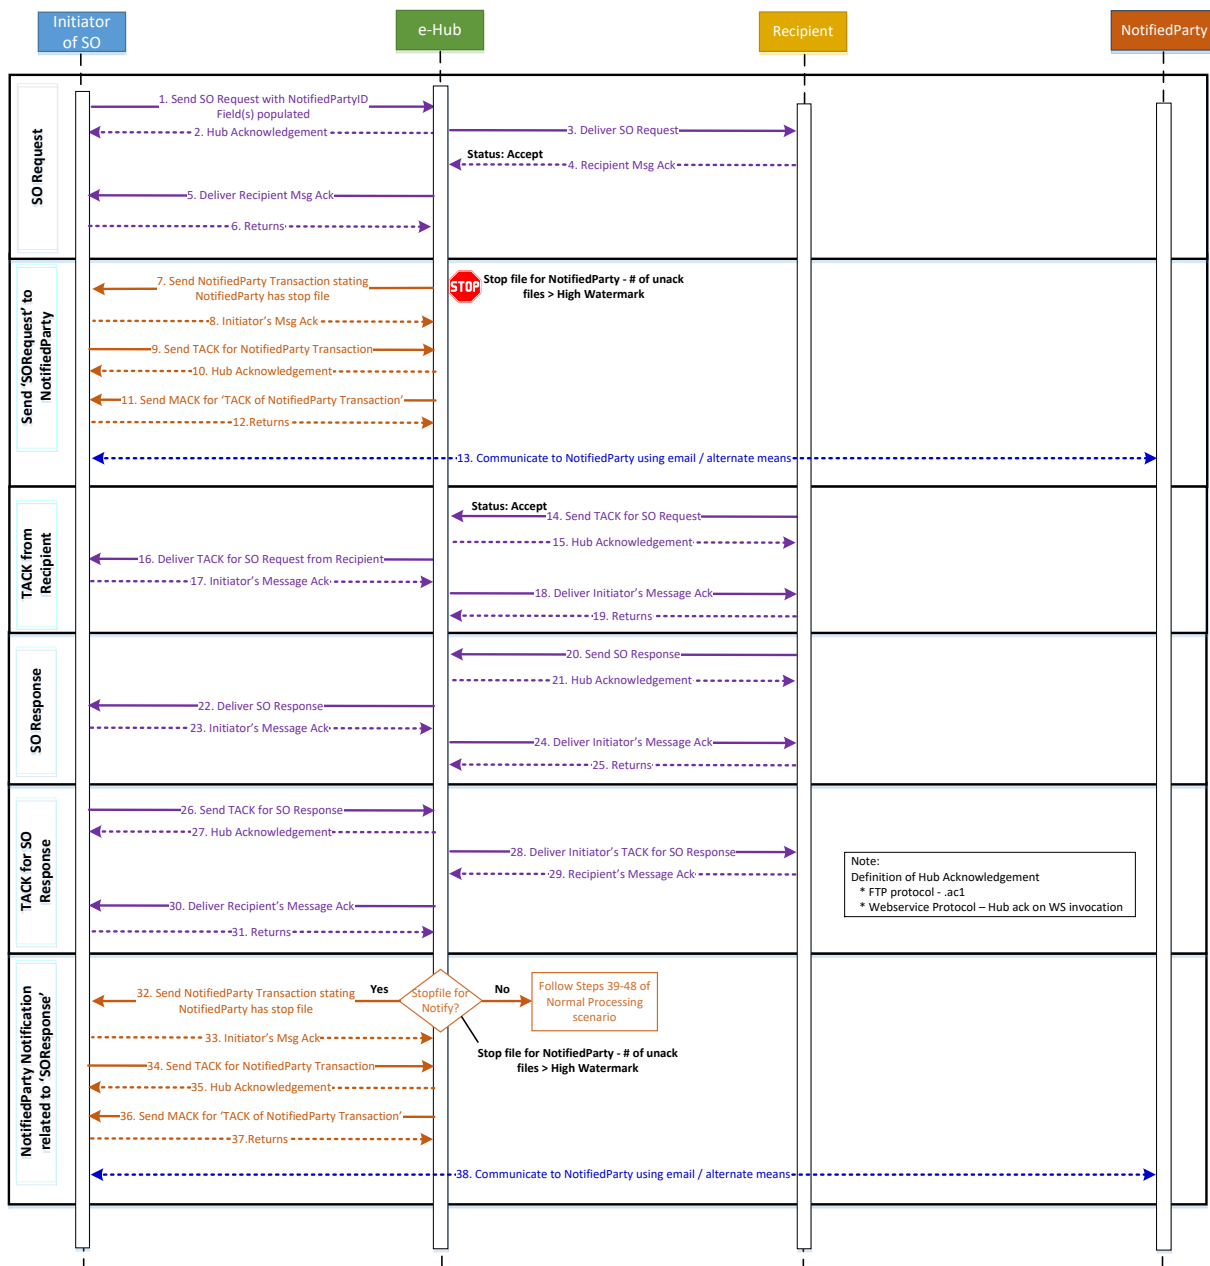 Initiator
of SO
e-Hub
Recipient
NotifiedParty
SO Request
1. Send SO Request with NotifiedPartyID
Field(s) populated
2. Hub Acknowledgement
3. Deliver SO Request
Status: Accept
4. Recipient Msg Ack
5. Deliver Recipient Msg Ack
6. Returns
Send ‘SORequest’ to
NotifiedParty
7. Send NotifiedParty Transaction stating
NotifiedParty has stop file
STOP
Stop file for NotifiedParty - # of unack
files > High Watermark
8. Initiator’s Msg Ack
9. Send TACK for NotifiedParty Transaction
10. Hub Acknowledgement
11. Send MACK for ‘TACK of NotifiedParty Transaction’
12.Returns
13. Communicate to NotifiedParty using email / alternate means
TACK from
Recipient
Status: Accept
14. Send TACK for SO Request
15. Hub Acknowledgement
16. Deliver TACK for SO Request from Recipient
17. Initiator’s Message Ack
18. Deliver Initiator’s Message Ack
19. Returns
SO Response
20. Send SO Response
21. Hub Acknowledgement
22. Deliver SO Response
23. Initiator’s Message Ack
24. Deliver Initiator’s Message Ack
25. Returns
TACK for SO
Response
26. Send TACK for SO Response
27. Hub Acknowledgement
28. Deliver Initiator’s TACK for SO Response
29. Recipient’s Message Ack
30. Deliver Recipient’s Message Ack
31. Returns
Note:
Definition of Hub Acknowledgement
* FTP protocol - .ac1
* Webservice Protocol – Hub ack on WS invocation
NotifiedParty Notification
related to ‘SOResponse’
32. Send NotifiedParty Transaction stating
NotifiedParty has stop file
Yes
Stopfile for
Notify?
No
Follow Steps 39-48 of
Normal Processing
scenario
33. Initiator’s Msg Ack
Stop file for NotifiedParty - # of unack
files > High Watermark
34. Send TACK for NotifiedParty Transaction
35. Hub Acknowledgement
36. Send MACK for ‘TACK of NotifiedParty Transaction’
37.Returns
38. Communicate to NotifiedParty using email / alternate means